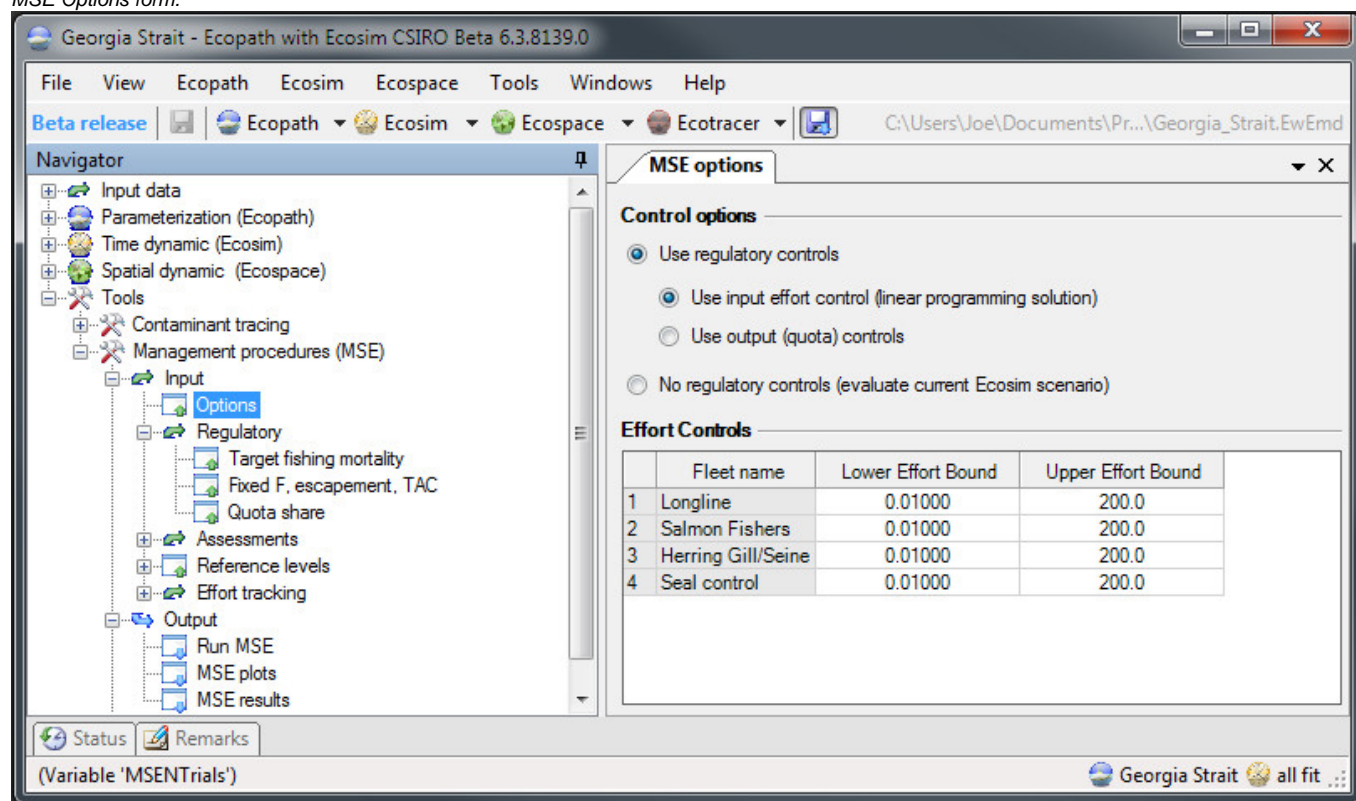 MSE Options form.
Georgia Strait - Ecopath with Ecosim CSIRO Beta 6.3.8139.0
File View Ecopath Ecosim Ecospace Tools Windows Help
Beta release Ecopath Ecosim Ecospace Ecotracer C:\Users\Joe\Documents\Pr...\Georgia_Strait.EwEmd
Navigator
Input data
Parameterization (Ecopath)
Time dynamic (Ecosim)
Spatial dynamic (Ecospace)
Tools
Contaminant tracing
Management procedures (MSE)
Input
Options
Regulatory
Target fishing mortality
Fixed F, escapement, TAC
Quota share
Assessments
Reference levels
Effort tracking
Output
Run MSE
MSE plots
MSE results
MSE options
Control options
Use regulatory controls
Use input effort control (linear programming solution)
Use output (quota) controls
No regulatory controls (evaluate current Ecosim scenario)
Effort Controls
Fleet name Lower Effort Bound Upper Effort Bound
1 Longline 0.01000 200.0
2 Salmon Fishers 0.01000 200.0
3 Herring Gill/Seine 0.01000 200.0
4 Seal control 0.01000 200.0
Status Remarks
(Variable 'MSENTrials') Georgia Strait all fit